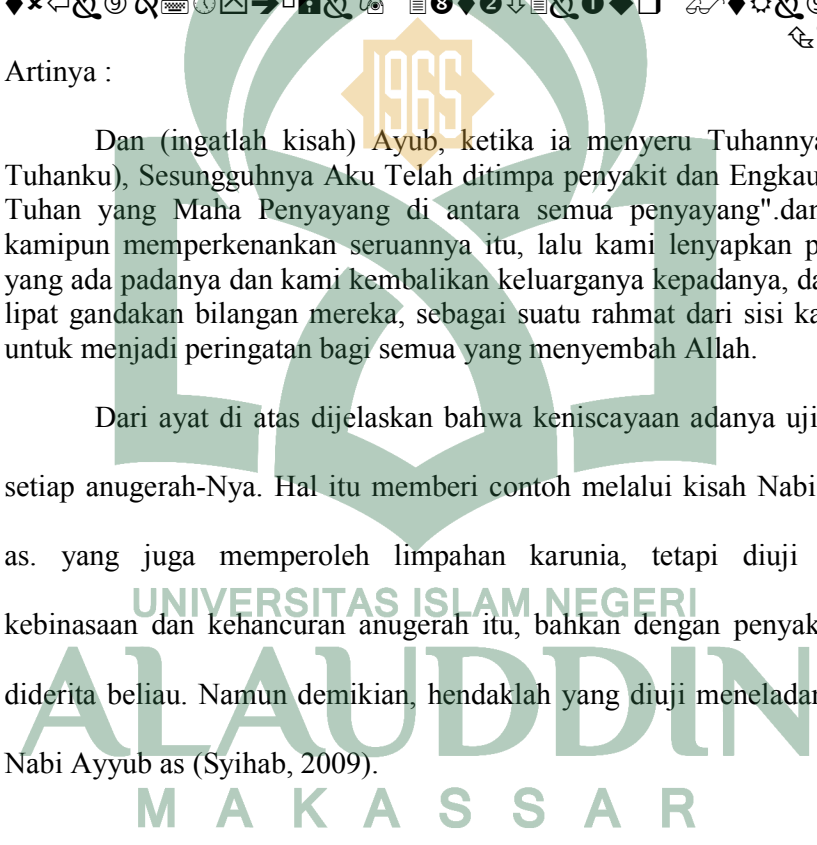 Artinya :
Dan (ingatlah kisah) Ayub, ketika ia menyeru Tuhannya
Tuhanku), Sesungguhnya Aku Telah ditimpa penyakit dan Engkau
Tuhan yang Maha Penyayang di antara semua penyayang".dan
kamipun memperkenankan seruannya itu, lalu kami lenyapkan p
yang ada padanya dan kami kembalikan keluarganya kepadanya, da
lipat gandakan bilangan mereka, sebagai suatu rahmat dari sisi ka
untuk menjadi peringatan bagi semua yang menyembah Allah.
Dari ayat di atas dijelaskan bahwa keniscayaan adanya uji
setiap anugerah-Nya. Hal itu memberi contoh melalui kisah Nabi
as. yang juga memperoleh limpahan karunia, tetapi diuji
kebinasaan dan kehancuran anugerah itu, bahkan dengan penyak
diderita beliau. Namun demikian, hendaklah yang diuji meneladan
Nabi Ayyub as (Syihab, 2009).
1965
UNIVERSITAS ISLAM NEGERI
ALAUDDIN
MAKASSAR